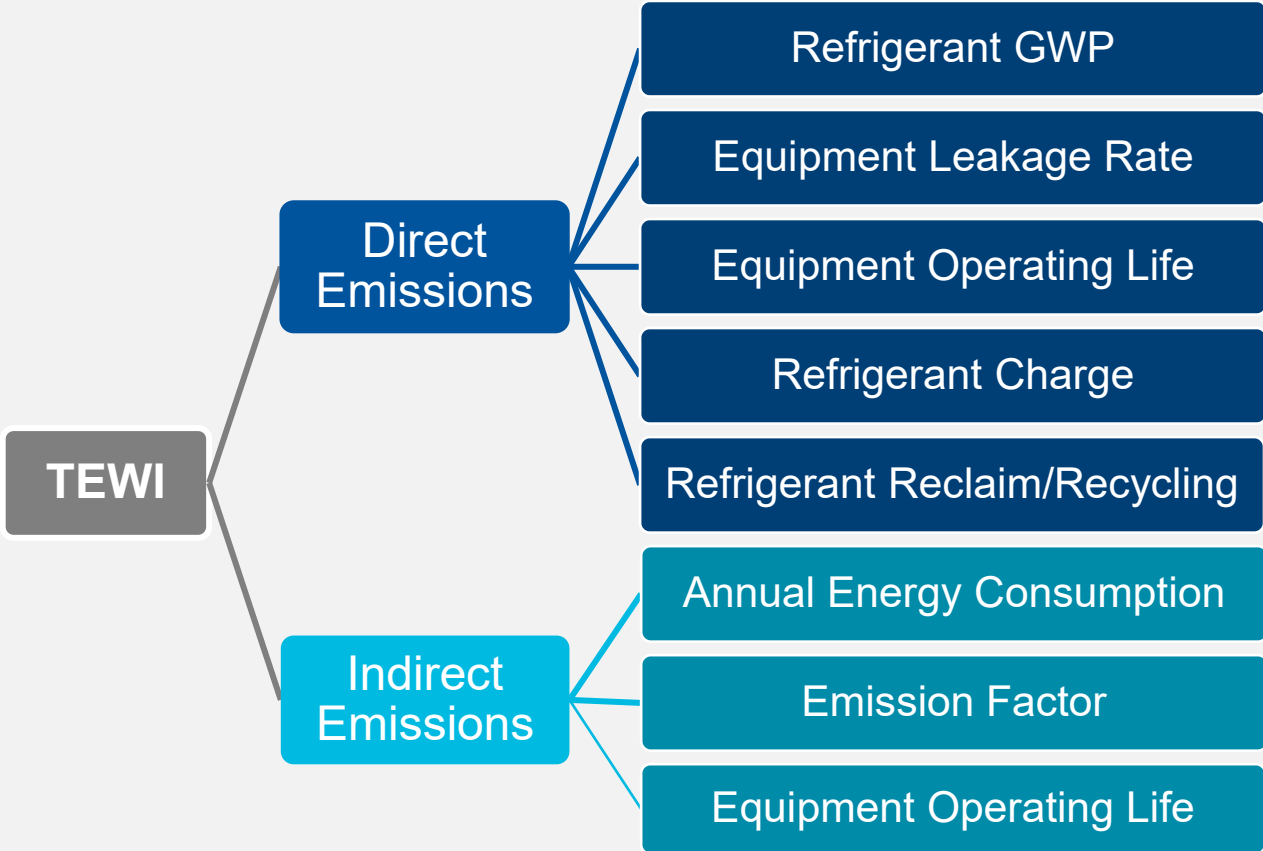 TEWI
Direct
Emissions
Refrigerant GWP
Equipment Leakage Rate
Equipment Operating Life
Refrigerant Charge
Refrigerant Reclaim/Recycling
Indirect
Emissions
Annual Energy Consumption
Emission Factor
Equipment Operating Life